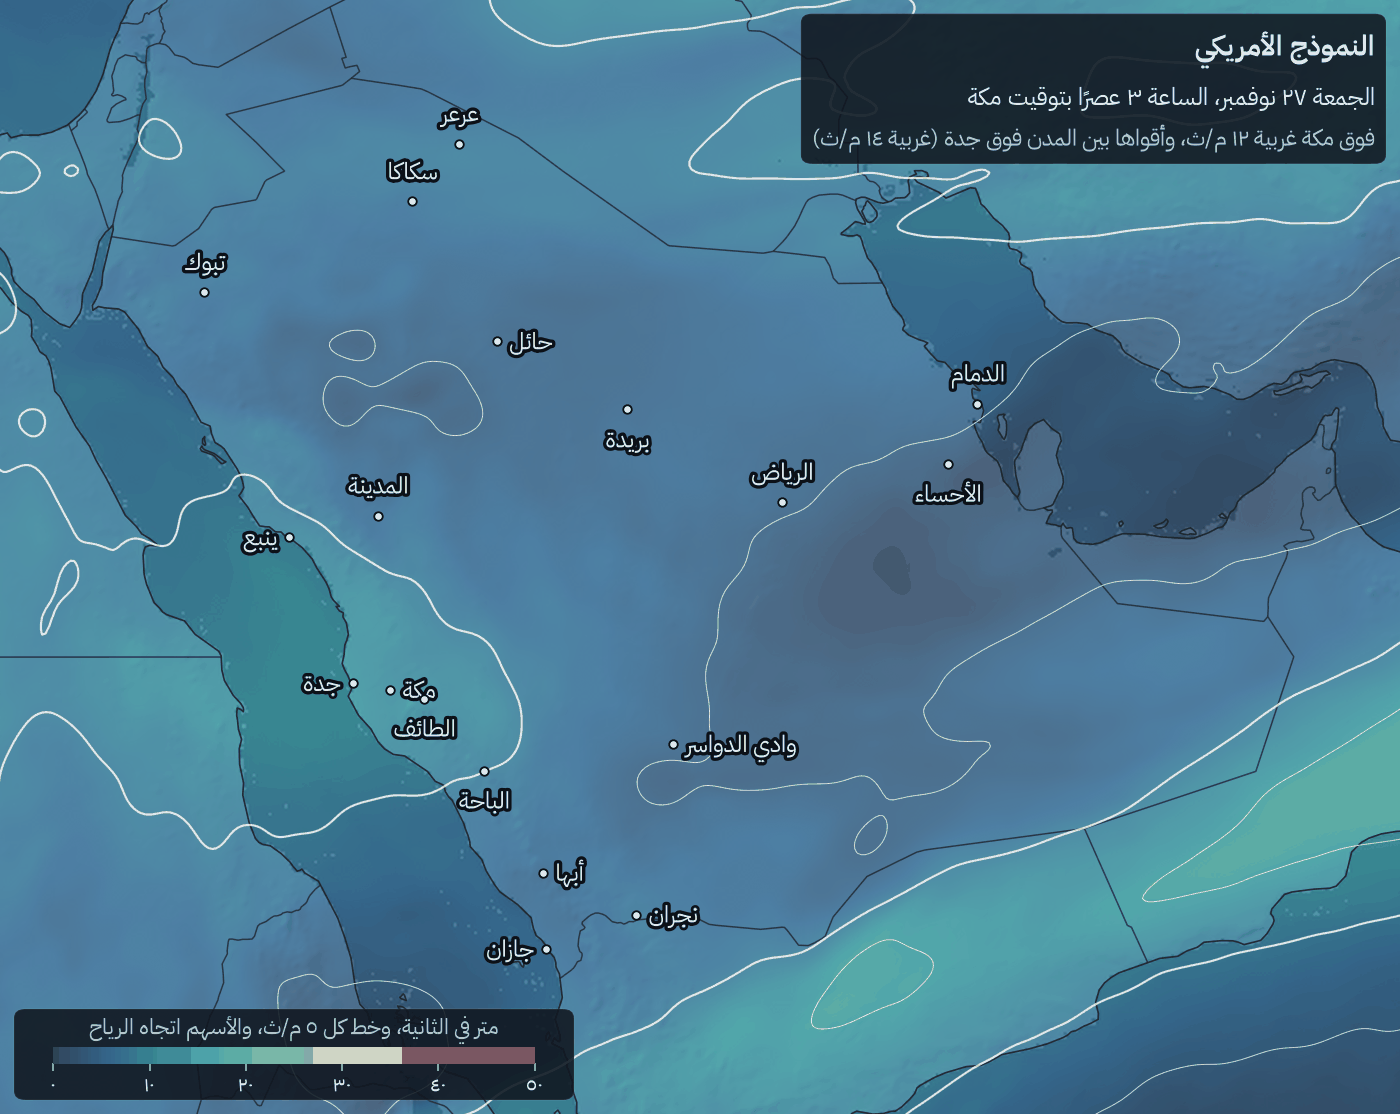 النموذج الأمريكي
الجمعة ٢٧ نوفمبر، الساعة ٣ عصرًا بتوقيت مكة
فوق مكة غربية ١٢ م/ث، وأقواها بين المدن فوق جدة (غربية ١٤ م/ث)
عرعر
سكاكا
تبوك
حائل
الدمام
بريدة
الرياض
المدينة
الأحساء
ينبع
جدة
مكة
الطائف
وادي الدواسر
الباحة
أبها
نجران
جازان
متر في الثانية، وخط كل ٥ م/ث، والأسهم اتجاه الرياح
٠ ١٠ ٢٠ ٣٠ ٤٠ ٥٠